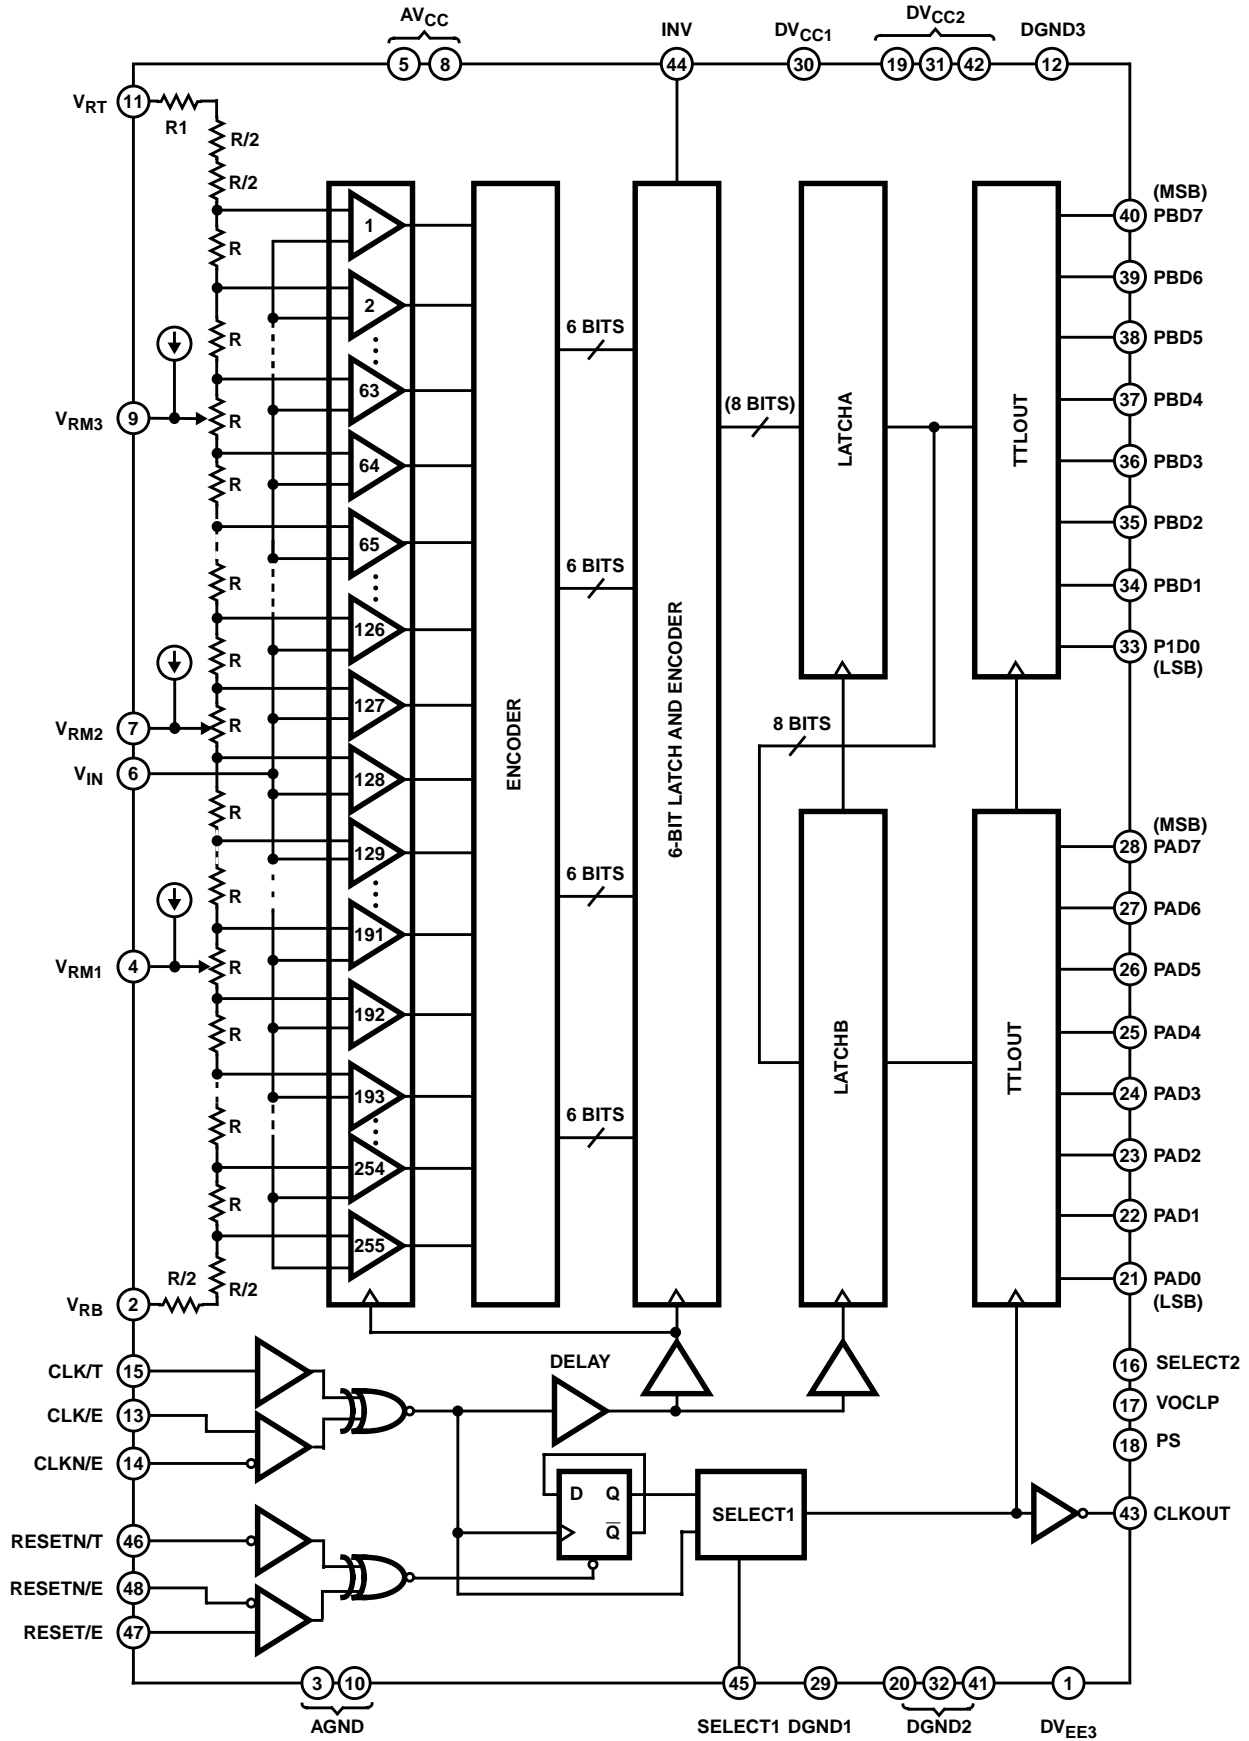 AVCC
INV
DVCC1
DVCC2
DGND3
5
8
44
30
19
31
42
12
VRT
11
R1
R/2
R/2
R
R
VRM3
9
R
R
R
R
VRM2
7
R
VIN
6
R
R
VRM1
4
R
R
R
R
R/2
R/2
VRB
2
1
2
63
64
65
126
127
128
129
191
192
193
254
255
ENCODER
6 BITS
6 BITS
6 BITS
6 BITS
6-BIT LATCH AND ENCODER
(8 BITS)
LATCHA
8 BITS
LATCHB
TTLOUT
TTLOUT
(MSB)
40 PBD7
39 PBD6
38 PBD5
37 PBD4
36 PBD3
35 PBD2
34 PBD1
33 P1D0
(LSB)
(MSB)
28 PAD7
27 PAD6
26 PAD5
25 PAD4
24 PAD3
23 PAD2
22 PAD1
21 PAD0
(LSB)
16 SELECT2
17 VOCLP
18 PS
43 CLKOUT
CLK/T 15
CLK/E 13
CLKN/E 14
RESETN/T 46
RESETN/E 48
RESET/E 47
DELAY
D Q
Q
SELECT1
3
10
45
29
20
32
41
1
AGND
SELECT1
DGND1
DGND2
DVEE3